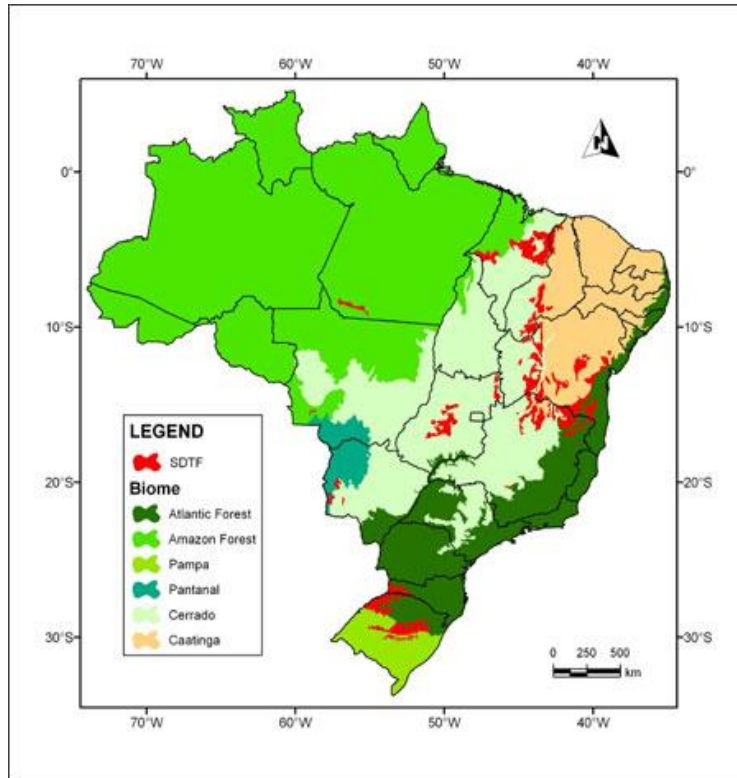 70°W 60°W 50°W 40°W
N
0° 0°
10°S 10°S
20°S 20°S
30°S 30°S
LEGEND
SDTF
Biome
Atlantic Forest
Amazon Forest
Pampa
Pantanal
Cerrado
Caatinga
0 250 500
km
70°W 60°W 50°W 40°W